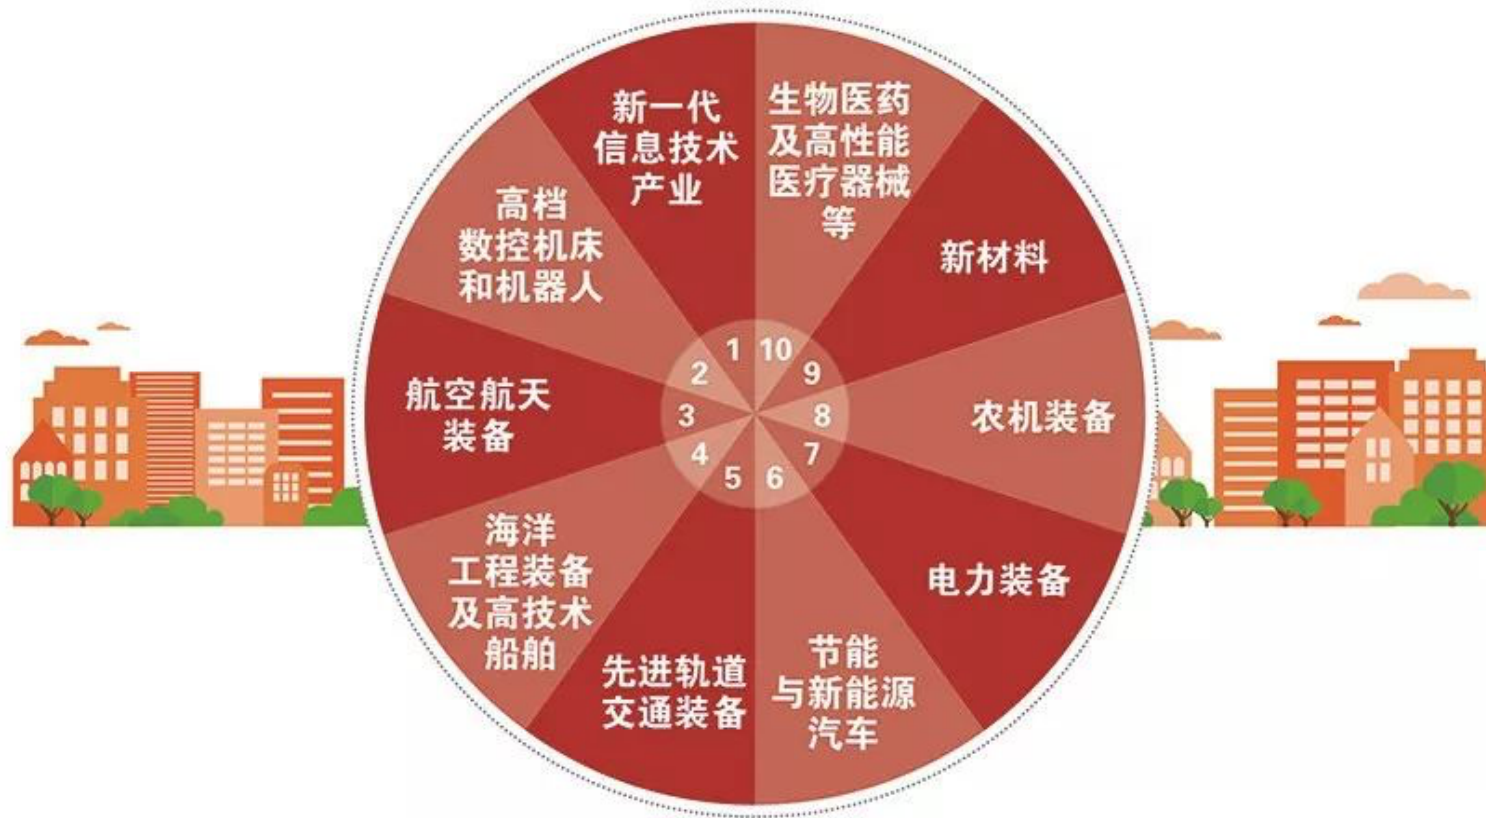 新一代
信息技术
产业
高档
数控机床
和机器人
航空航天
装备
海洋
工程装备
及高技术
船舶
先进轨道
交通装备
节能
与新能源
汽车
电力装备
农机装备
新材料
生物医药
及高性能
医疗器械
等
1
2
3
4
5
6
7
8
9
10